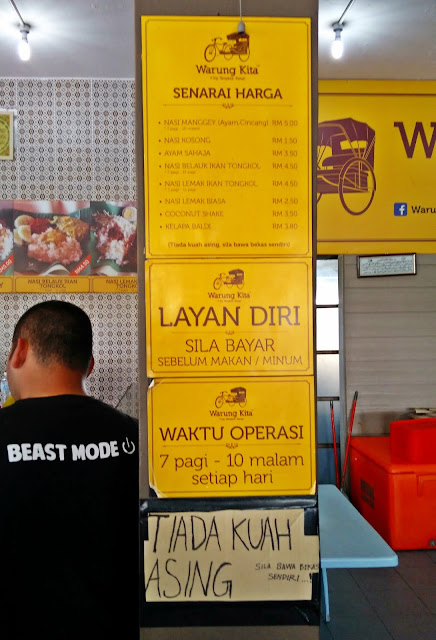 Warung Kita
SENARAI HARGA
NASI MANGGEY (Ayam,Cincang) RM 5.00
NASI KOSONG RM 1.50
AYAM SAHAJA RM 3.50
NASI BELAUK IKAN TONGKOL RM 4.50
NASI LEMAK IKAN TONGKOL RM 4.50
NASI LEMAK BIASA RM 2.50
COCONUT SHAKE RM 3.50
KELAPA BALDI RM 3.80
(Tiada kuah asing, sila bawa bekas sendiri)
Warung Kita
LAYAN DIRI
SILA BAYAR
SEBELUM MAKAN / MINUM
Warung Kita
WAKTU OPERASI
7 pagi - 10 malam
setiap hari
TIADA KUAH
ASING
SILA BAWA BEKAS
SENDIRI...!
BEAST MODE
NASI BELAUK IKAN
TONGKOL
NASI LEMAK
W
Warun